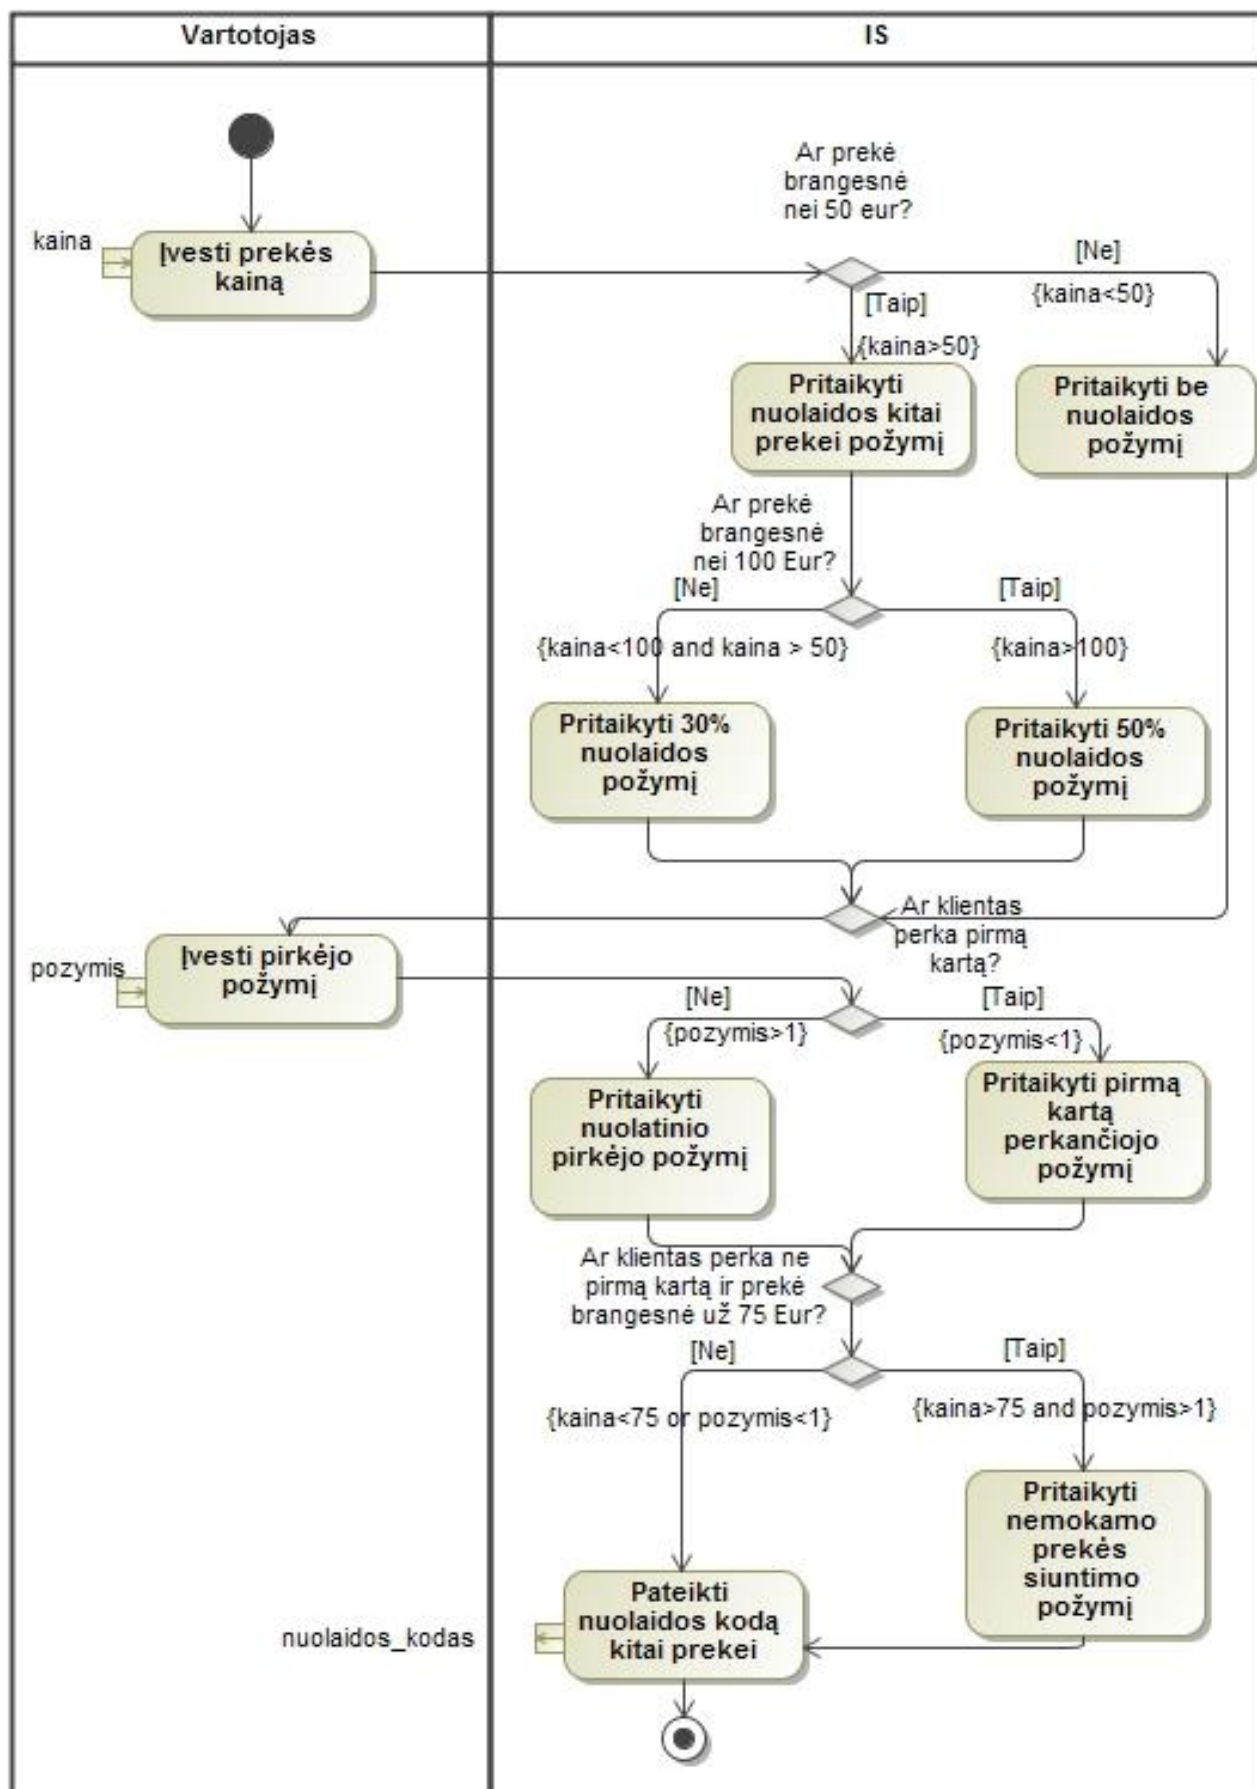 Vartotojas
IS
Ar prekė
brangesnė
nei 50 eur?
kaina
Įvesti prekės
kainą
[Ne]
{kaina<50}
[Taip]
{kaina>50}
Pritaikyti
nuolaidos kitai
prekei požymį
Pritaikyti be
nuolaidos
požymį
Ar prekė
brangesnė
nei 100 Eur?
[Ne]
[Taip]
{kaina<100 and kaina > 50}
{kaina>100}
Pritaikyti 30%
nuolaidos
požymį
Pritaikyti 50%
nuolaidos
požymį
Ar klientas
perka pirmą
kartą?
pozymis
Įvesti pirkėjo
požymį
[Ne]
[Taip]
{pozymis>1}
{pozymis<1}
Pritaikyti
nuolatinio
pirkėjo požymį
Pritaikyti pirmą
kartą
perkančiojo
požymį
Ar klientas perka ne
pirmą kartą ir prekė
brangesnė už 75 Eur?
[Ne]
[Taip]
{kaina<75 or pozymis<1}
{kaina>75 and pozymis>1}
Pritaikyti
nemokamo
prekės
siuntimo
požymį
Pateikti
nuolaidos kodą
kitai prekei
nuolaidos_kodas